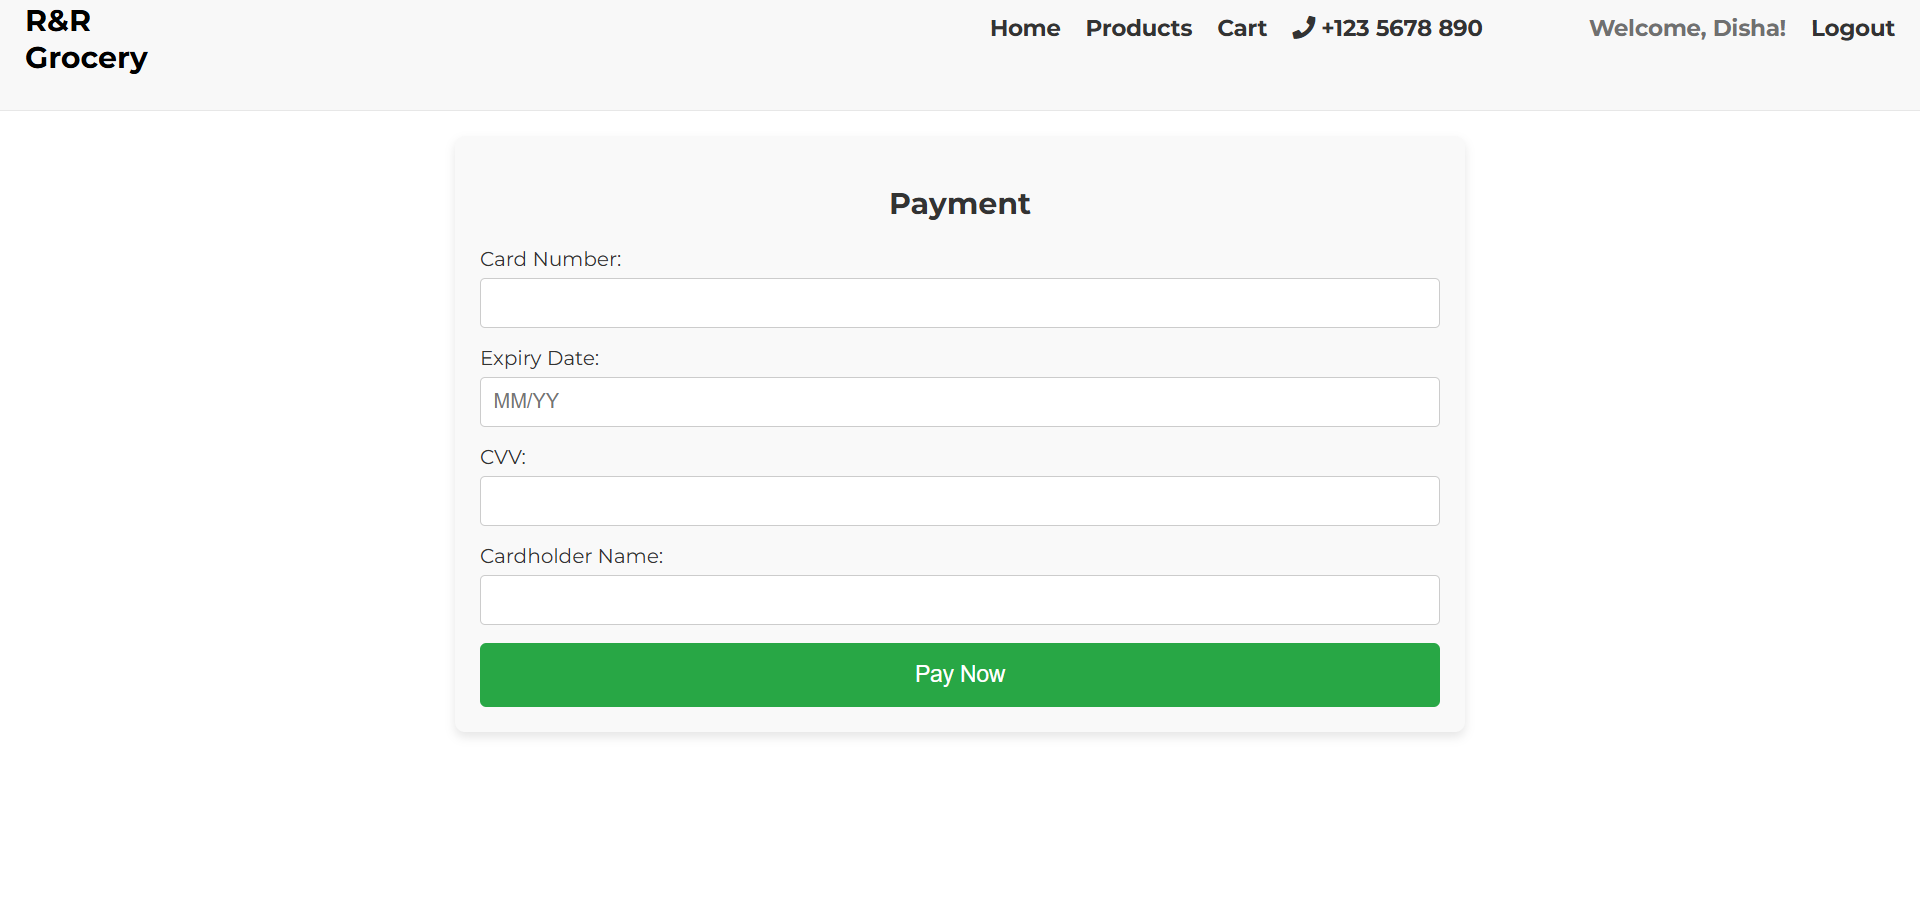 R&R
Grocery
Home Products Cart +123 5678 890 Welcome, Disha! Logout
Payment
Card Number:
Expiry Date:
MM/YY
CVV:
Cardholder Name:
Pay Now